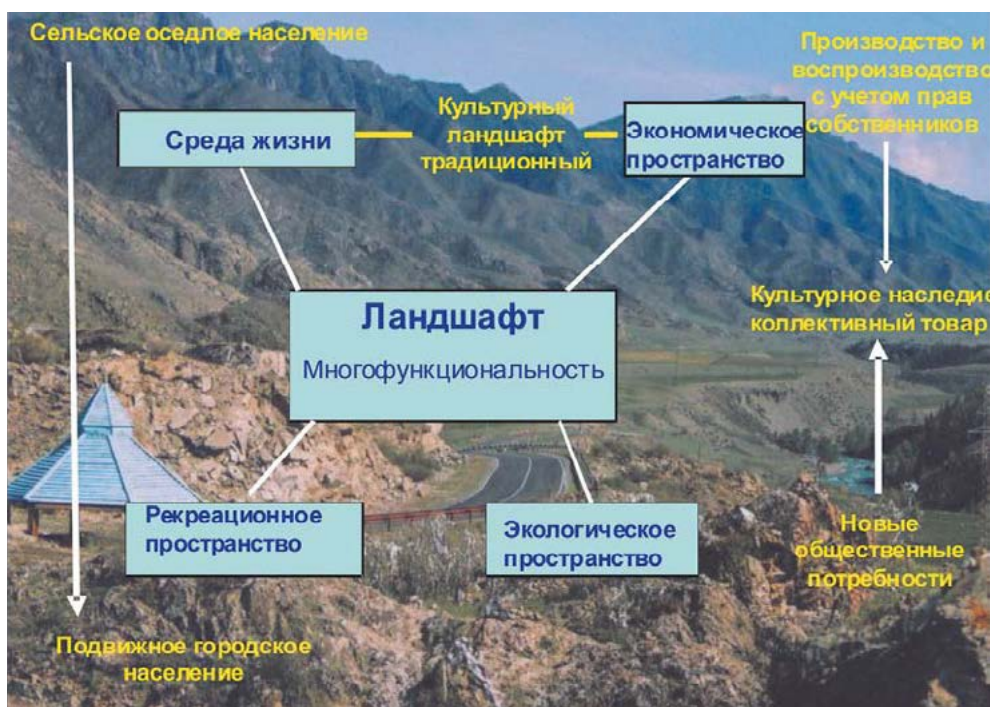 Сельское оседлое население
Производство и
воспроизводство
с учетом прав
собственников
Культурный
ландшафт
традиционный
Среда жизни
Экономическое
пространство
Ландшафт
Многофункциональность
Культурное наследие
коллективный товар
Рекреационное
пространство
Экологическое
пространство
Новые
общественные
потребности
Подвижное городское
население